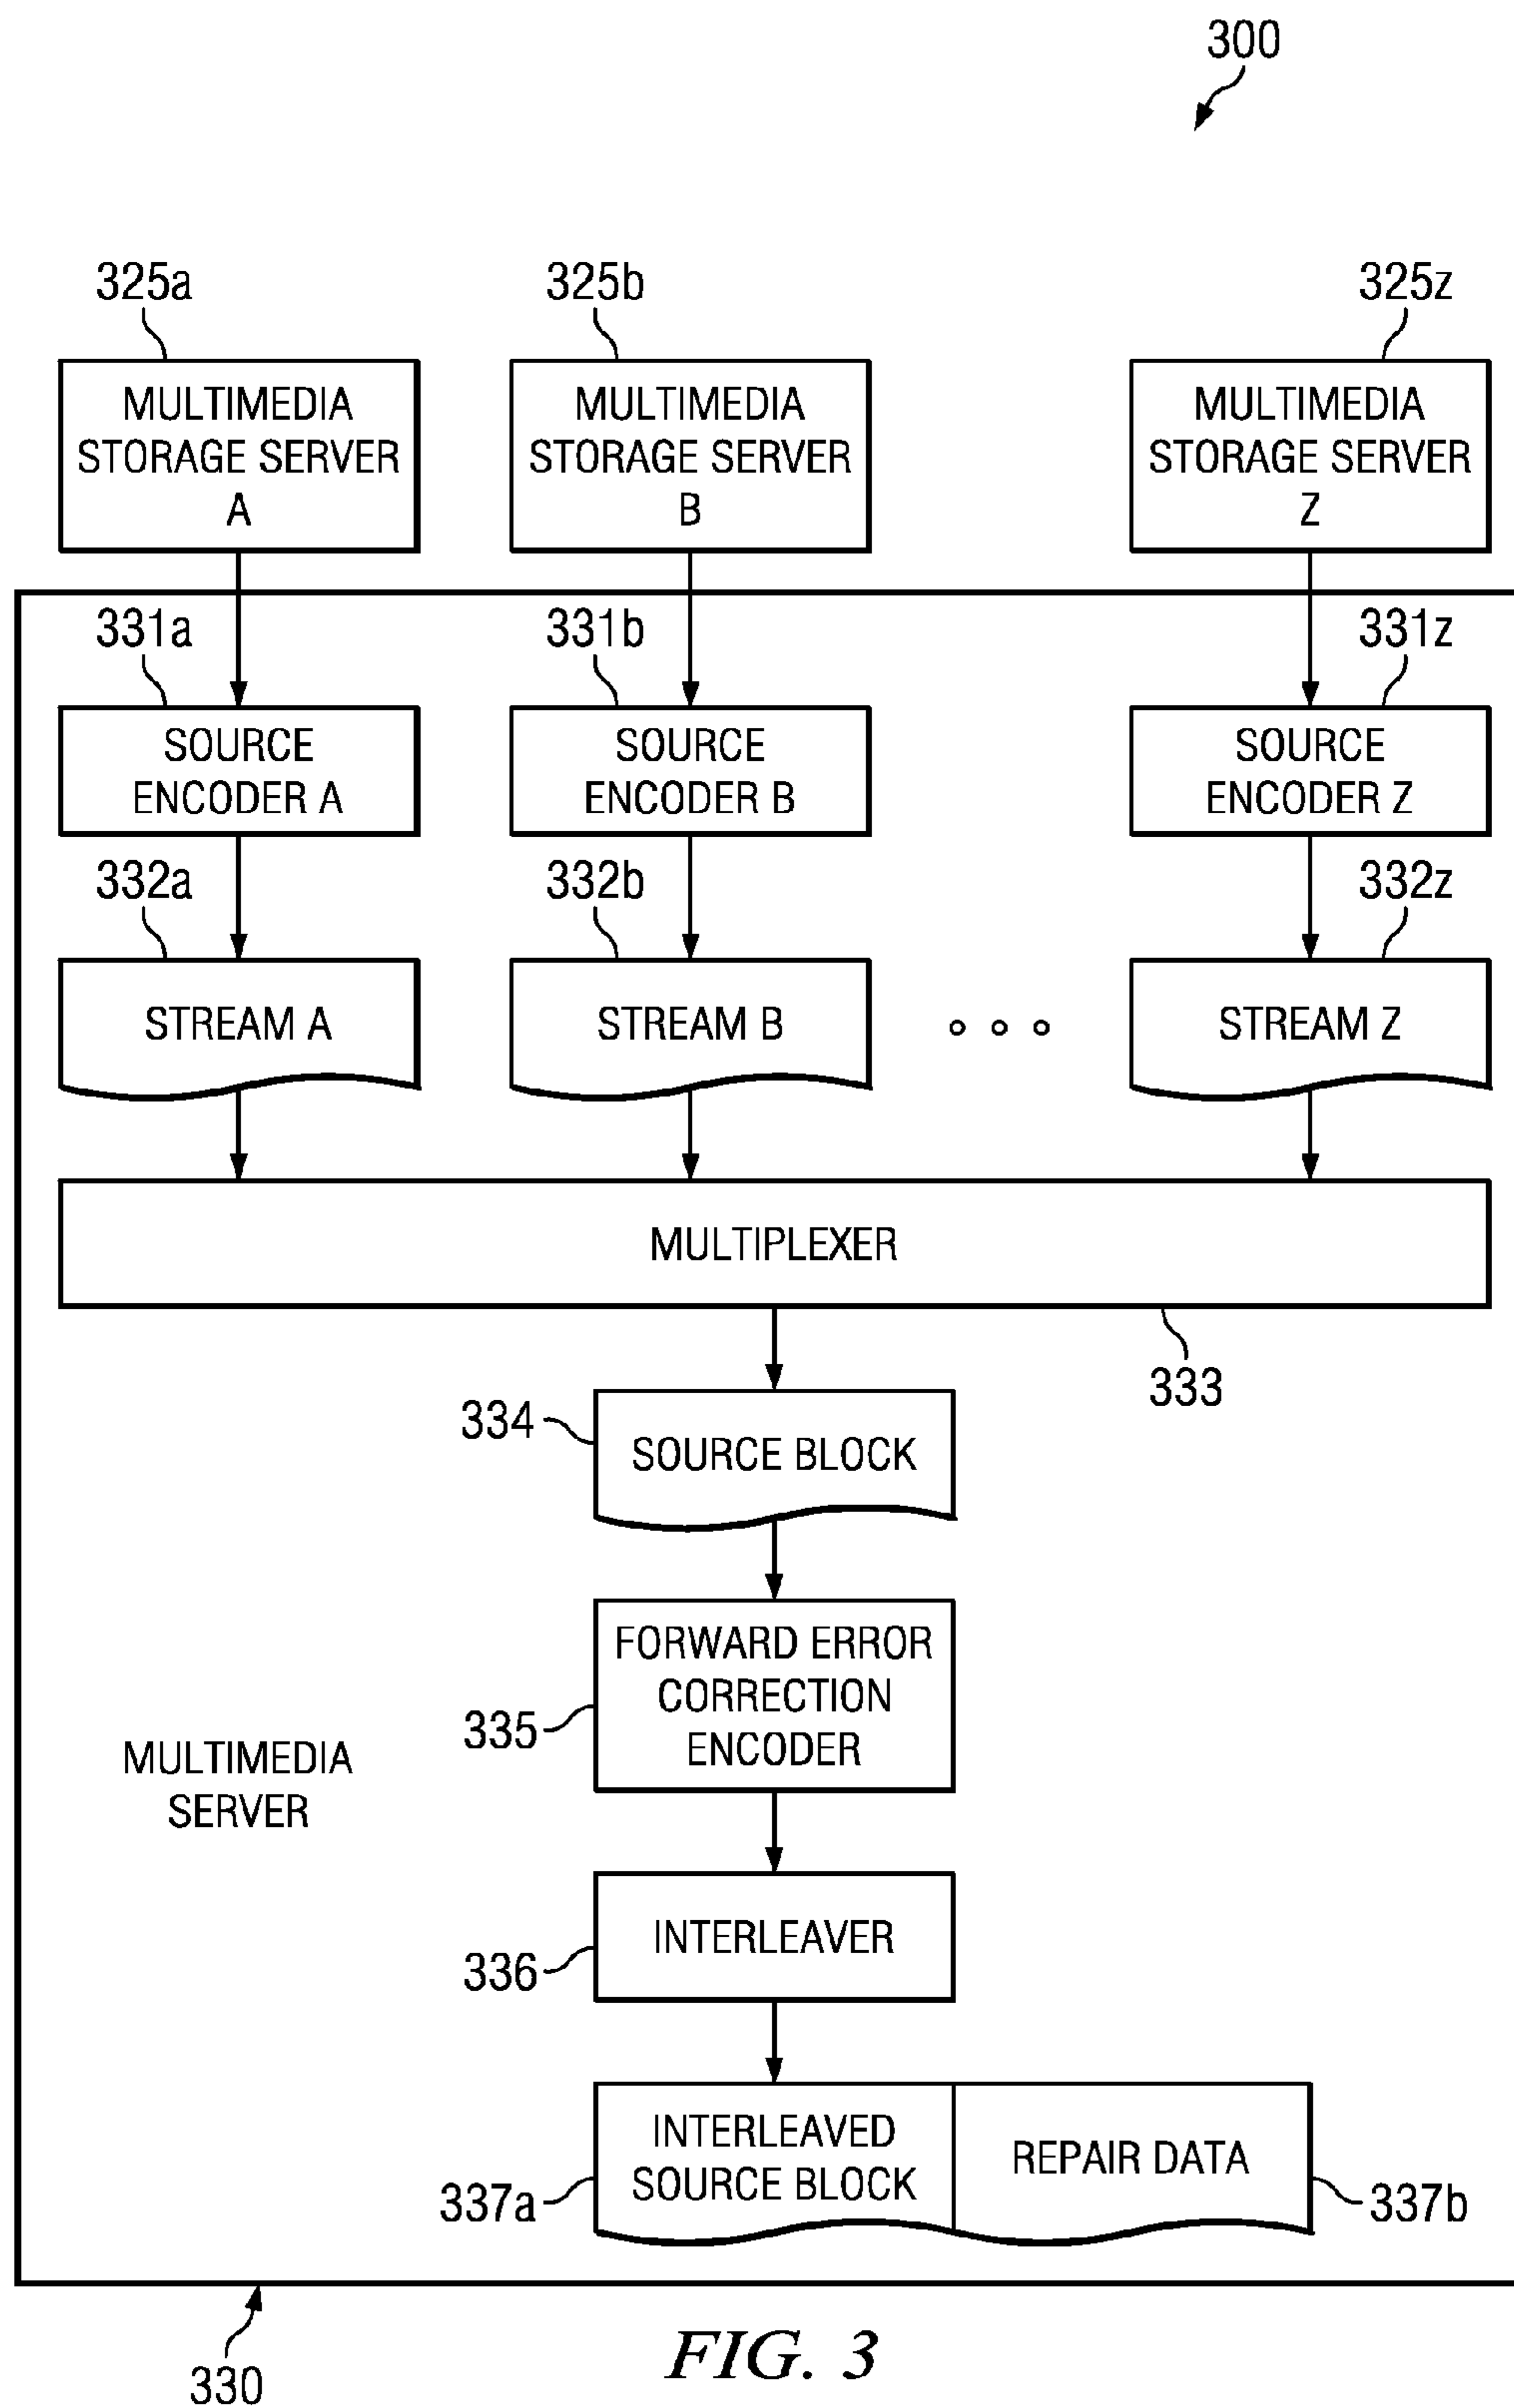 300
325a
325b
325z
MULTIMEDIA
STORAGE SERVER
A
MULTIMEDIA
STORAGE SERVER
B
MULTIMEDIA
STORAGE SERVER
Z
331a
331b
331z
SOURCE
ENCODER A
SOURCE
ENCODER B
SOURCE
ENCODER Z
332a
332b
332z
STREAM A
STREAM B
STREAM Z
MULTIPLEXER
333
334
SOURCE BLOCK
FORWARD ERROR
CORRECTION
ENCODER
335
MULTIMEDIA
SERVER
INTERLEAVER
336
INTERLEAVED
SOURCE BLOCK
REPAIR DATA
337a
337b
330
FIG. 3